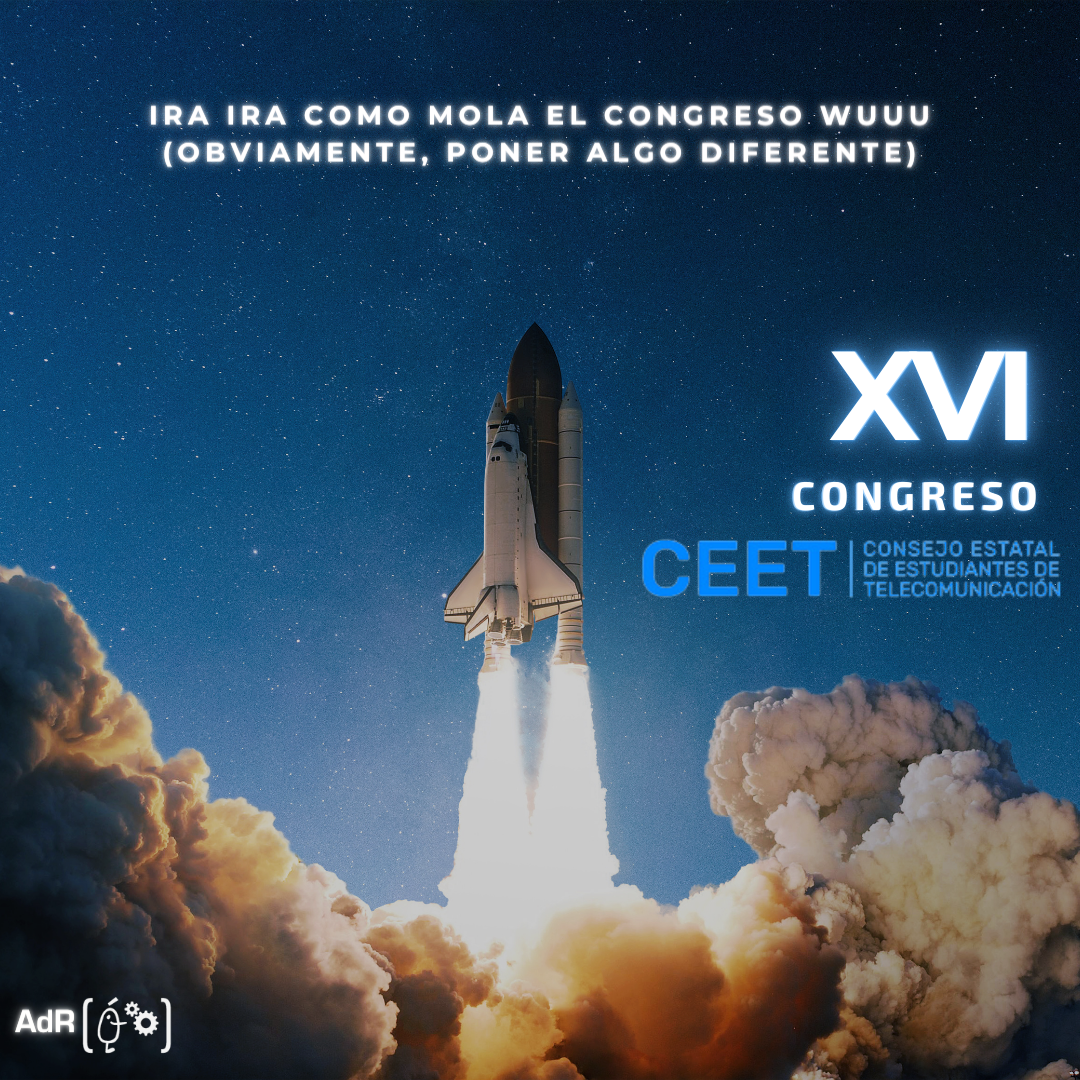 IRA IRA COMO MOLA EL CONGRESO WUUU
(OBVIAMENTE, PONER ALGO DIFERENTE)
XVI
CONGRESO
CEET
CONSEJO ESTATAL
DE ESTUDIANTES DE
TELECOMUNICACIÓN
AdR